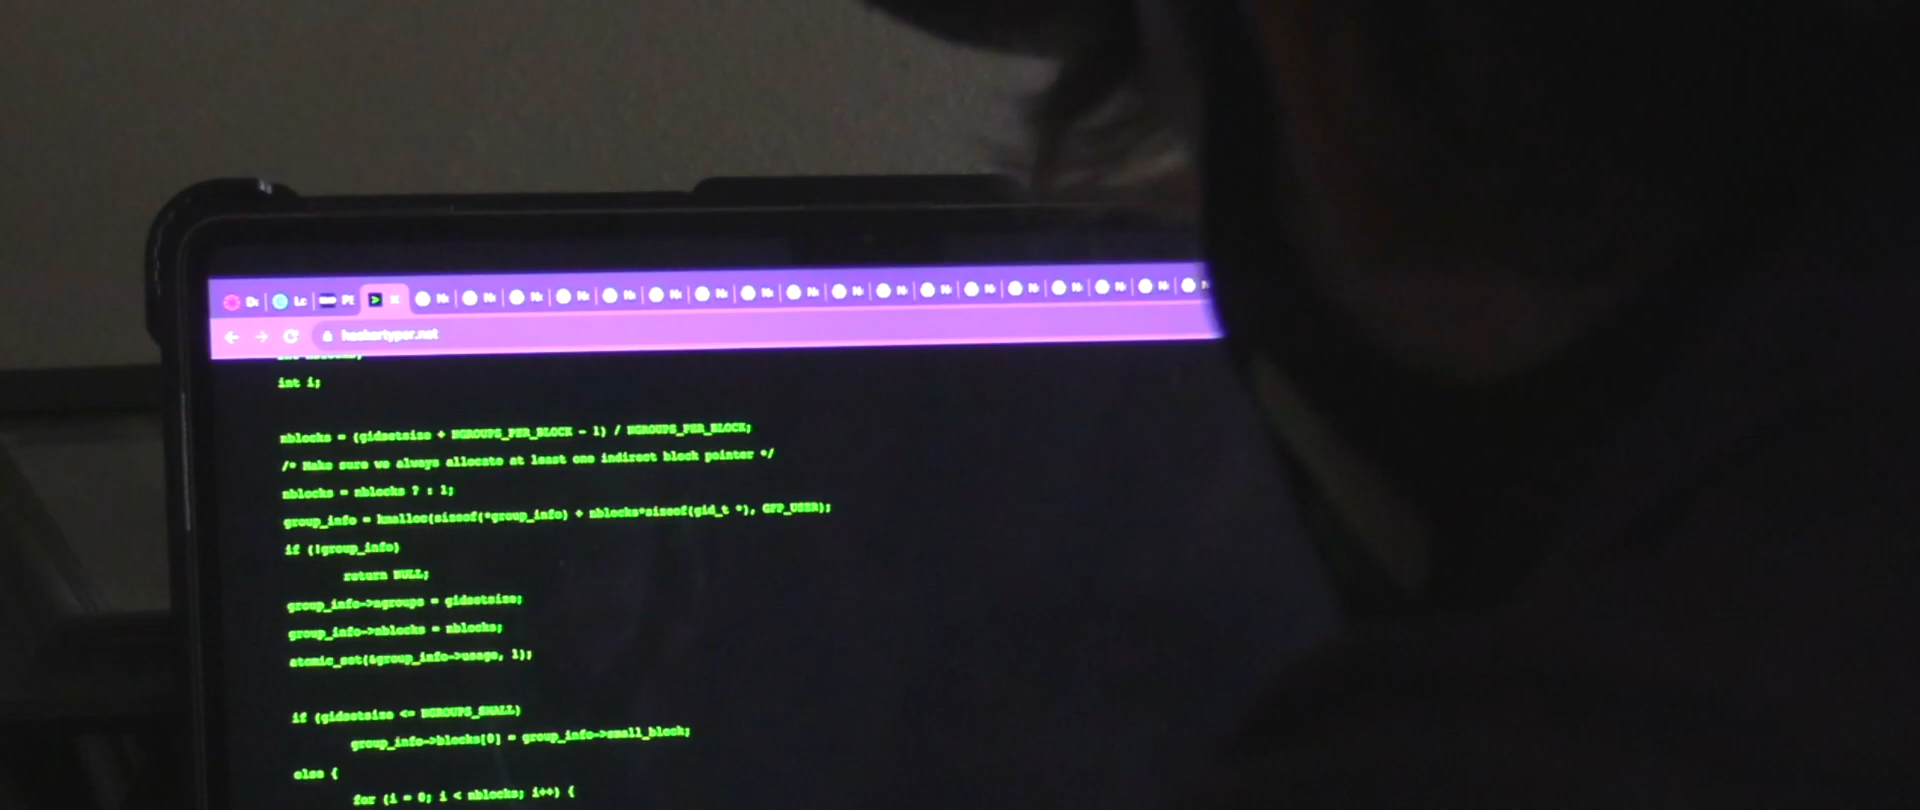 hackertyper.net
int nblocks;
int i;
nblocks = (gidsetsize + NGROUPS_PER_BLOCK - 1) / NGROUPS_PER_BLOCK;
/* Make sure we always allocate at least one indirect block pointer */
nblocks = nblocks ? : 1;
group_info = kmalloc(sizeof(*group_info) + nblocks*sizeof(gid_t *), GFP_USER);
if (!group_info)
return NULL;
group_info->ngroups = gidsetsize;
group_info->nblocks = nblocks;
atomic_set(&group_info->usage, 1);
if (gidsetsize <= NGROUPS_SMALL)
group_info->blocks[0] = group_info->small_block;
else {
for (i = 0; i < nblocks; i++) {